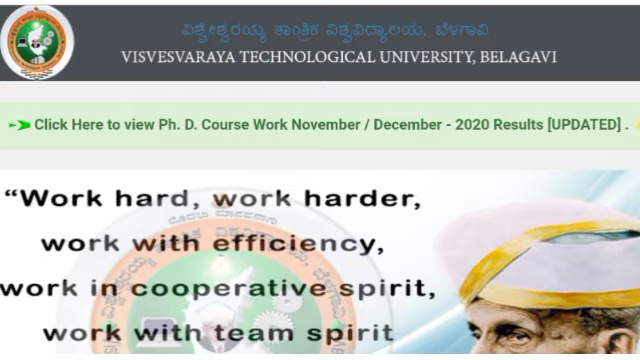 ವಿಶ್ವೇಶ್ವರಯ್ಯ ತಾಂತ್ರಿಕ ವಿಶ್ವವಿದ್ಯಾಲಯ, ಬೆಳಗಾವಿ
VISVESVARAYA TECHNOLOGICAL UNIVERSITY, BELAGAVI
Click Here to view Ph. D. Course Work November / December - 2020 Results [UPDATED] .
“Work hard, work harder,
work with efficiency,
work in cooperative spirit,
work with team spirit